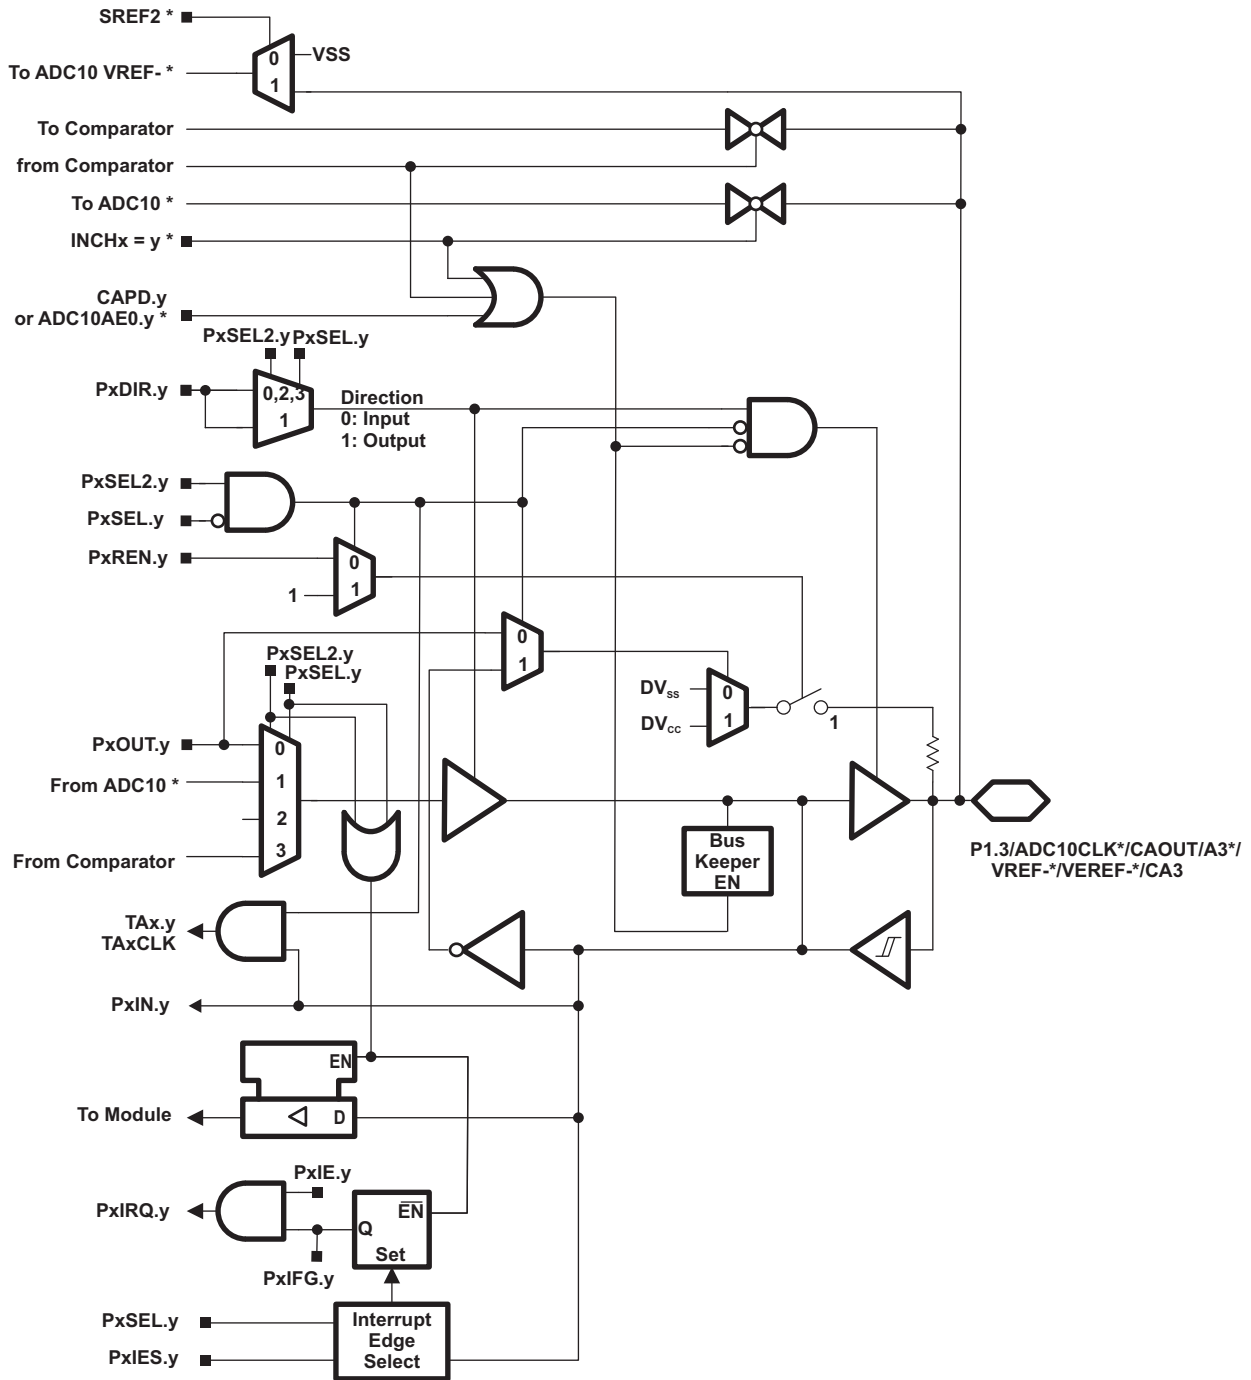 SREF2 *
VSS
0
To ADC10 VREF- *
1
To Comparator
from Comparator
To ADC10 *
INCHx = y *
CAPD.y
or ADC10AE0.y *
PxSEL2.y
PxSEL.y
PxDIR.y
0,2,3
1
Direction
0: Input
1: Output
PxSEL2.y
PxSEL.y
PxREN.y
0
1
1
0
1
PxSEL2.y
PxSEL.y
DVSS
0
DVCC
1
1
PxOUT.y
0
From ADC10 *
1
2
3
From Comparator
Bus
Keeper
EN
P1.3/ADC10CLK*/CAOUT/A3*/
VREF-*/VEREF-*/CA3
TAx.y
TAxCLK
PxIN.y
EN
To Module
D
PxIE.y
PxIRQ.y
EN
Q
Set
PxIFG.y
PxSEL.y
PxIES.y
Interrupt
Edge
Select